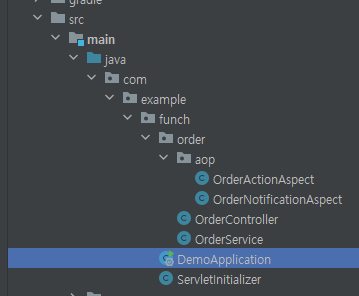 gradle
src
main
java
com
example
funch
order
aop
OrderActionAspect
OrderNotificationAspect
OrderController
OrderService
DemoApplication
ServletInitializer